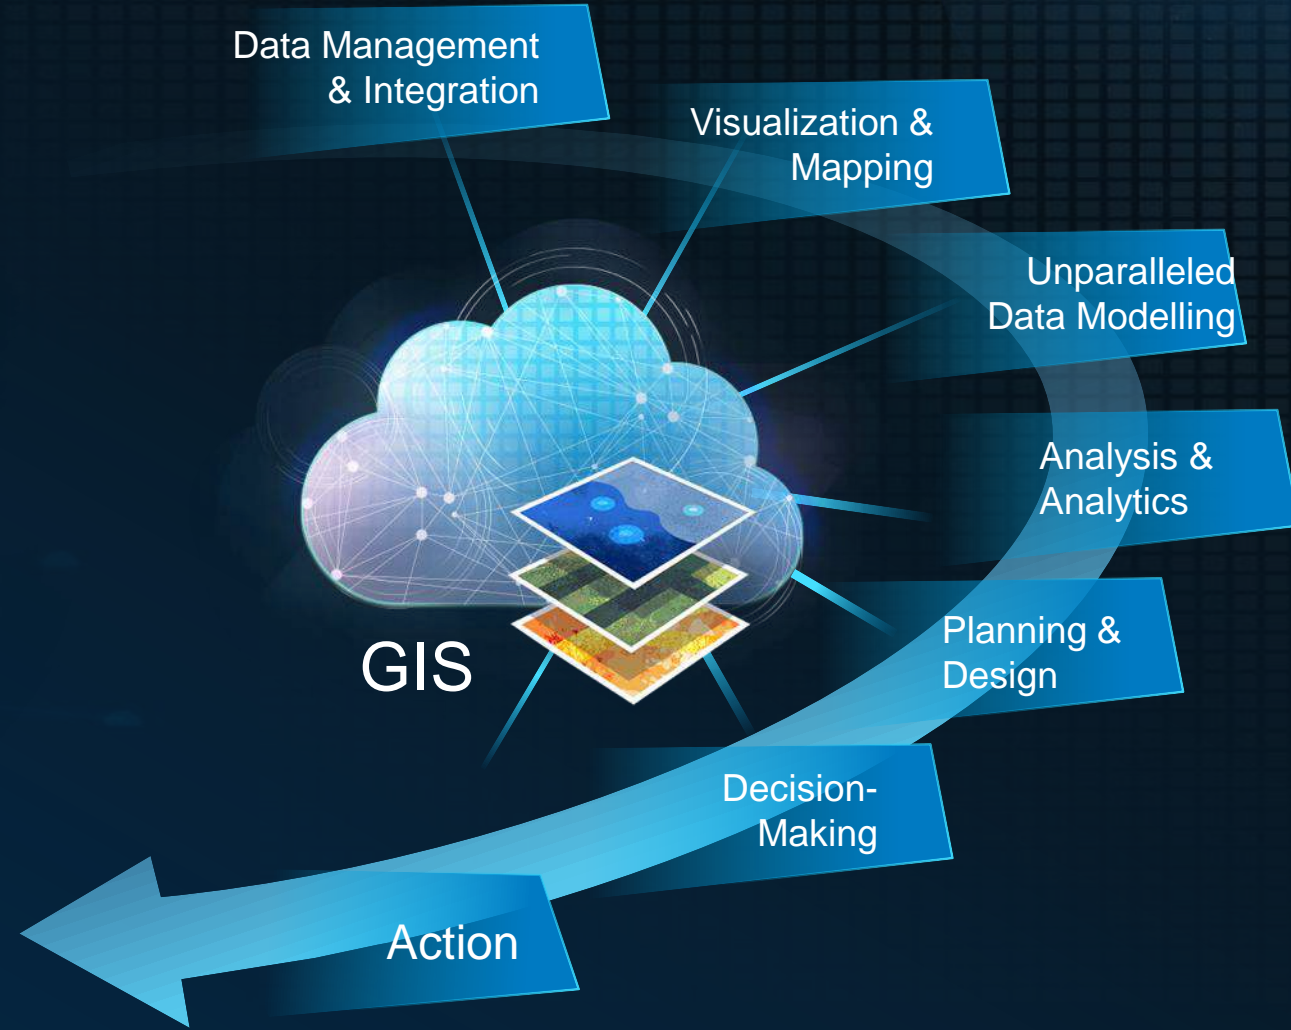 Data Management
& Integration
Visualization &
Mapping
Unparalleled
Data Modelling
Analysis &
Analytics
Planning &
Design
Decision-
Making
Action
GIS